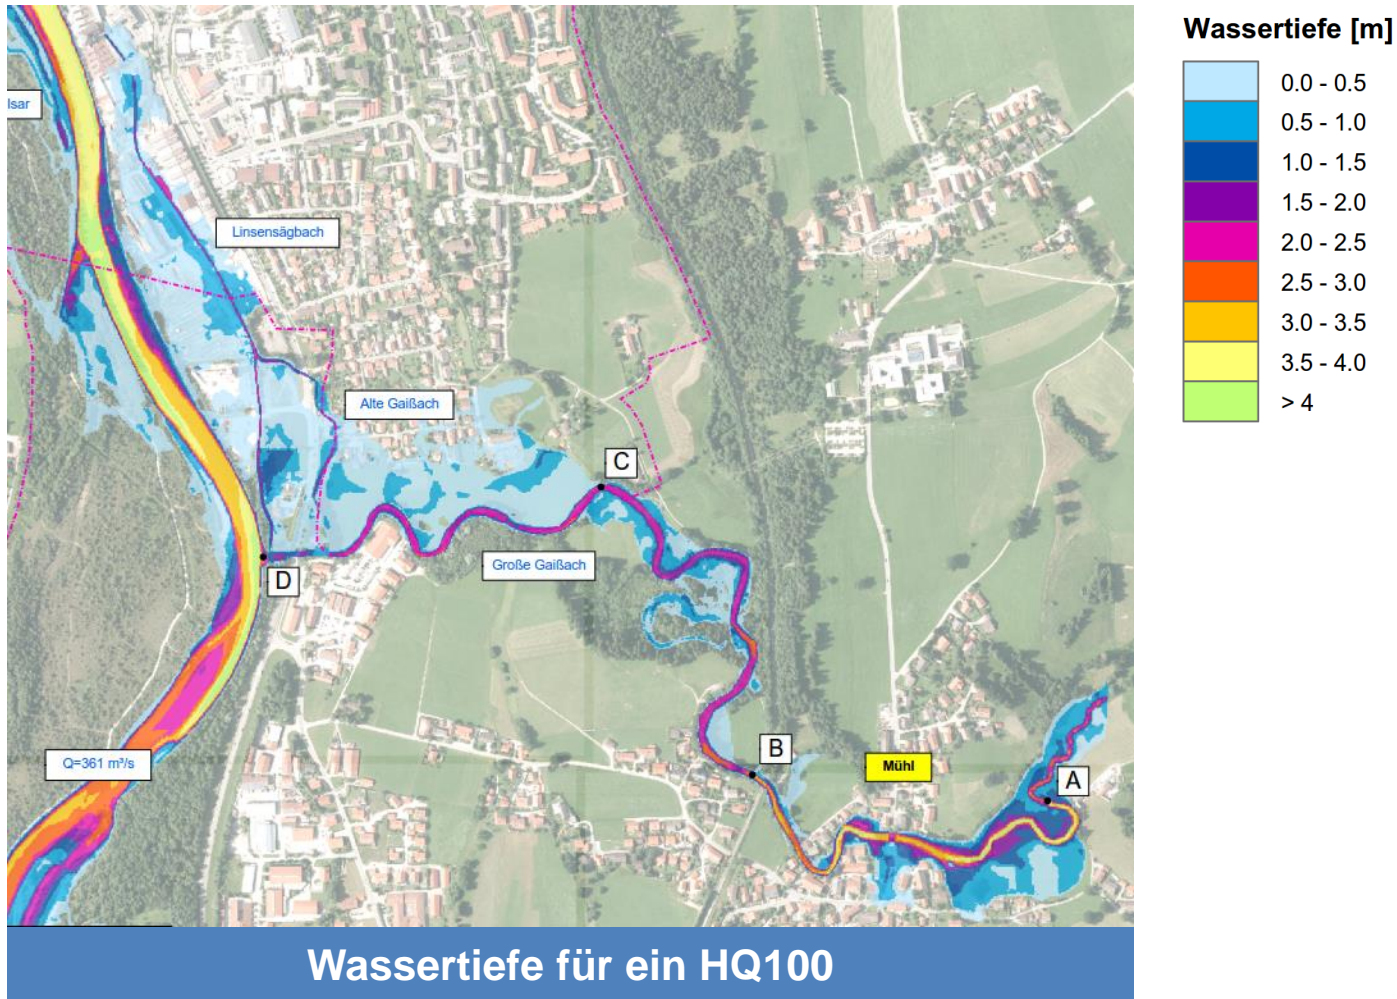 Isar
Linsensägbach
Alte Gaißach
C
Große Gaißach
D
B
Q=361 m³/s
Mühl
A
Wassertiefe [m]
0.0 - 0.5
0.5 - 1.0
1.0 - 1.5
1.5 - 2.0
2.0 - 2.5
2.5 - 3.0
3.0 - 3.5
3.5 - 4.0
> 4
Wassertiefe für ein HQ100